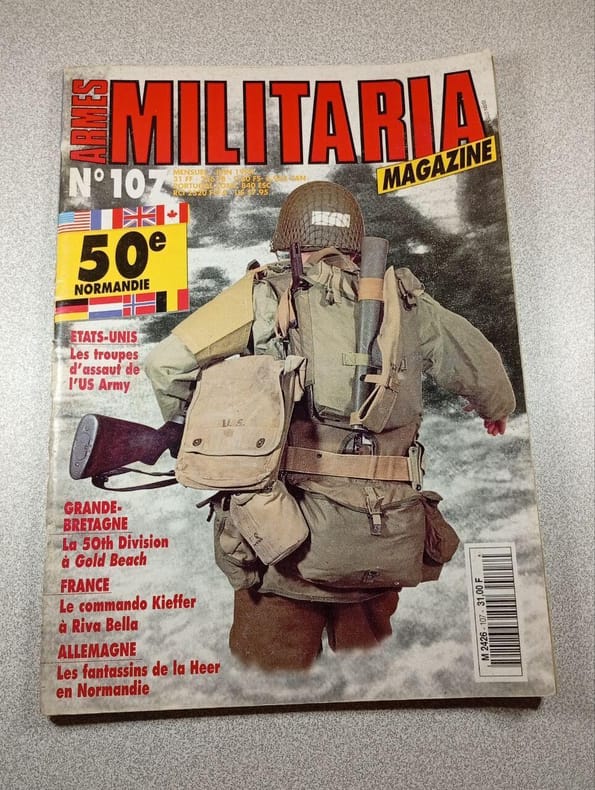 ARMES
MILITARIA
MAGAZINE
N° 107
50e
NORMANDIE
ETATS-UNIS
Les troupes
d'assaut de
l'US Army
U.S.
GRANDE-
BRETAGNE
La 50th Division
à Gold Beach
FRANCE
Le commando Kieffer
à Riva Bella
ALLEMAGNE
Les fantassins de la Heer
en Normandie
M 2426 - 107 - 31,00 F